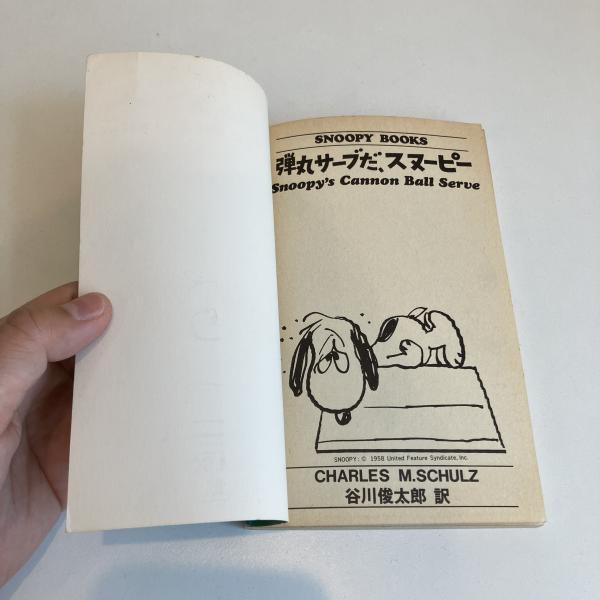 SNOOPY BOOKS
弾丸サーブだ、スヌーピー
Snoopy's Cannon Ball Serve
SNOOPY: © 1958 United Feature Syndicate, Inc.
CHARLES M.SCHULZ
谷川俊太郎 訳